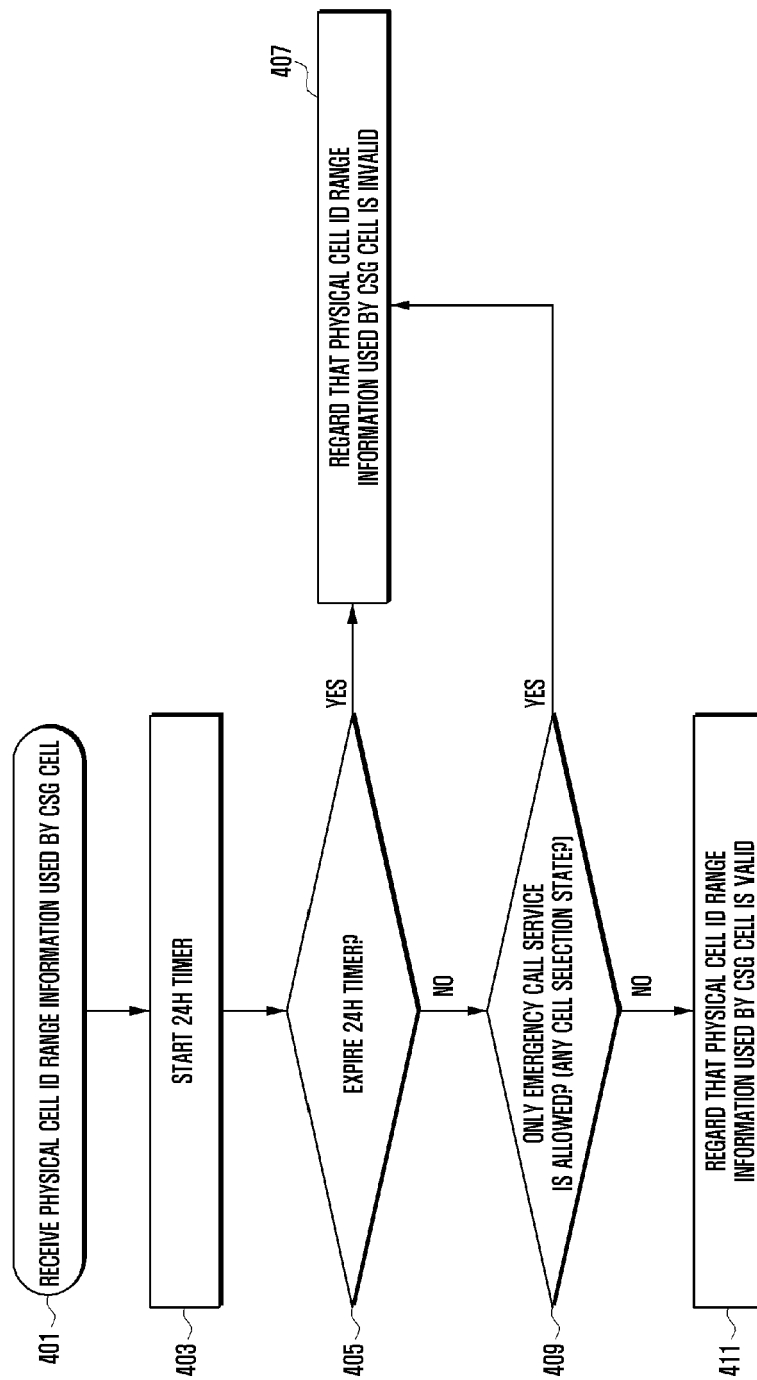 401
RECEIVE PHYSICAL CELL ID RANGE INFORMATION USED BY CSG CELL
403
START 24H TIMER
405
EXPIRE 24H TIMER?
YES
NO
407
REGARD THAT PHYSICAL CELL ID RANGE
INFORMATION USED BY CSG CELL IS INVALID
409
ONLY EMERGENCY CALL SERVICE
IS ALLOWED? (ANY CELL SELECTION STATE?)
YES
NO
411
REGARD THAT PHYSICAL CELL ID RANGE
INFORMATION USED BY CSG CELL IS VALID